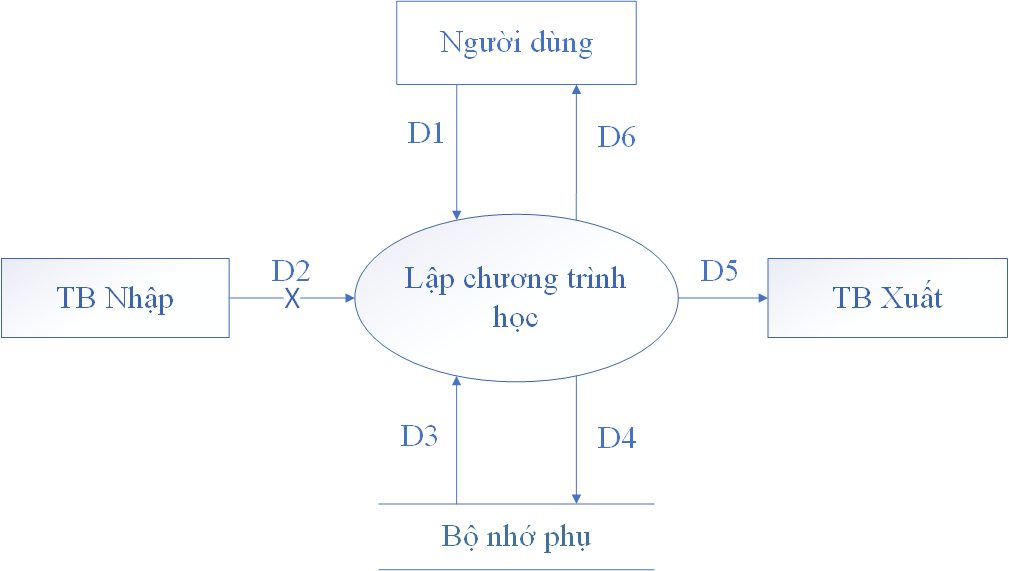 Người dùng
D1
D6
D2
X
TB Nhập
Lập chương trình
học
D5
TB Xuất
D3
D4
Bộ nhớ phụ